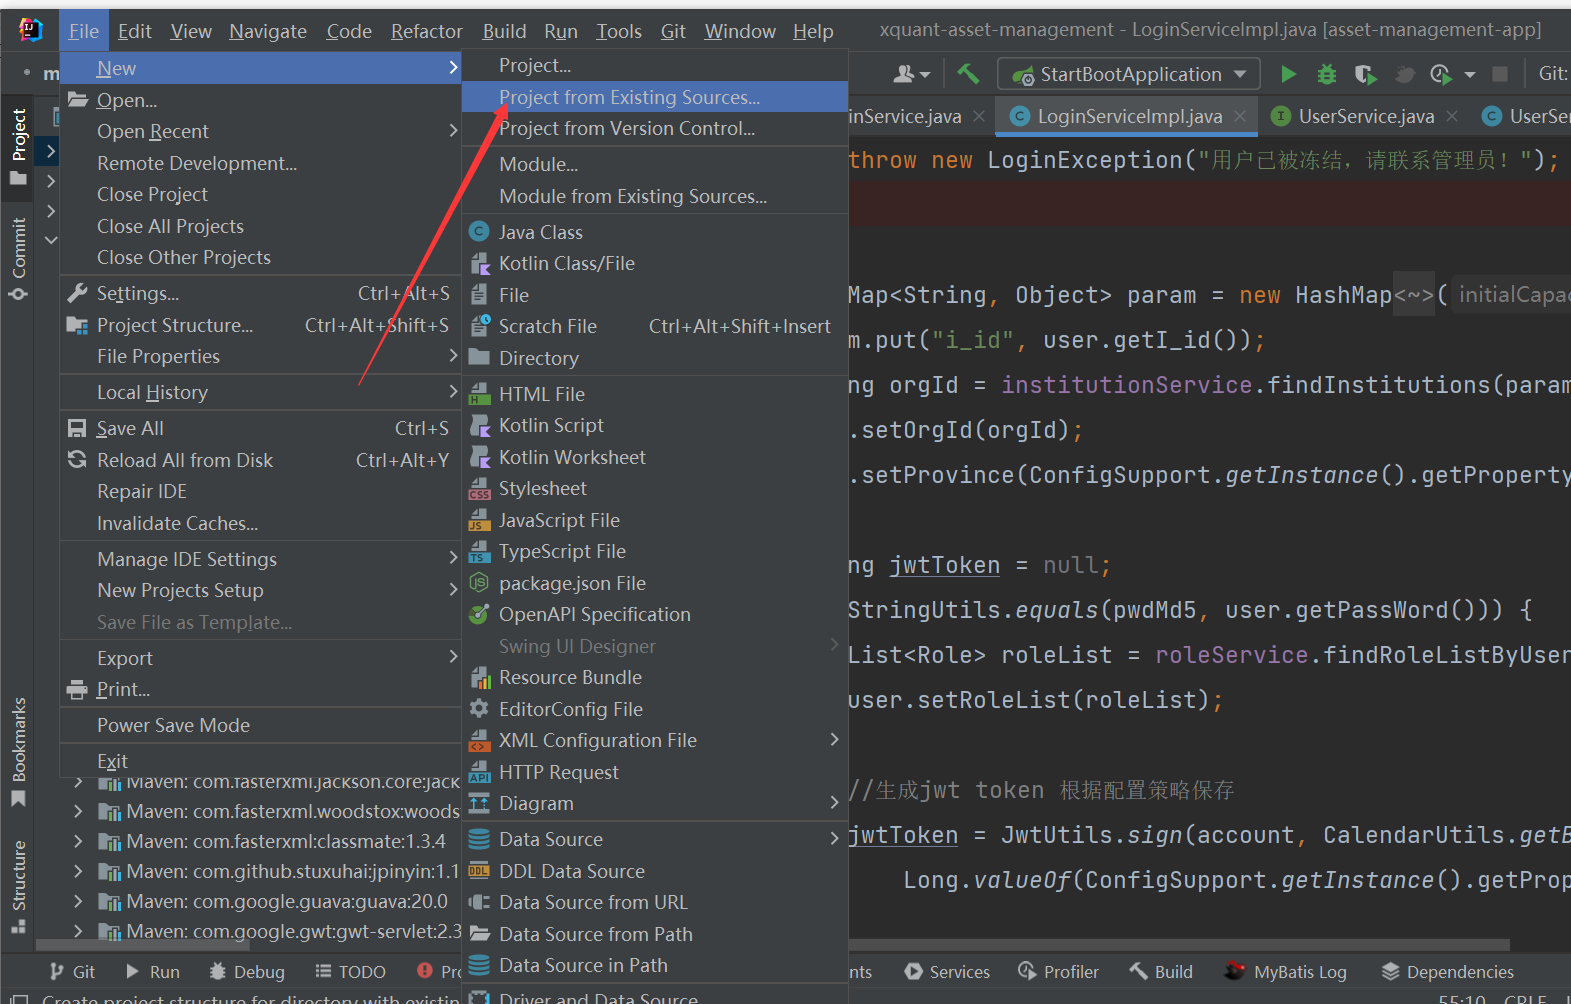 File Edit View Navigate Code Refactor Build Run Tools Git Window Help xquant-asset-management - LoginServiceImpl.java [asset-management-app]
StartBootApplication Git:
Project
Commit
Bookmarks
Structure
New
Open...
Open Recent
Remote Development...
Close Project
Close All Projects
Close Other Projects
Settings... Ctrl+Alt+S
Project Structure... Ctrl+Alt+Shift+S
File Properties
Local History
Save All Ctrl+S
Reload All from Disk Ctrl+Alt+Y
Repair IDE
Invalidate Caches...
Manage IDE Settings
New Projects Setup
Save File as Template...
Export
Print...
Power Save Mode
Exit
Maven: com.fasterxml.jackson.core:jack
Maven: com.fasterxml.woodstox:woods
Maven: com.fasterxml:classmate:1.3.4
Maven: com.github.stuxuhai:jpinyin:1.1
Maven: com.google.guava:guava:20.0
Maven: com.google.gwt:gwt-servlet:2.3
Project...
Project from Existing Sources...
Project from Version Control...
Module...
Module from Existing Sources...
Java Class
Kotlin Class/File
File
Scratch File Ctrl+Alt+Shift+Insert
Directory
HTML File
Kotlin Script
Kotlin Worksheet
Stylesheet
JavaScript File
TypeScript File
package.json File
OpenAPI Specification
Swing UI Designer
Resource Bundle
EditorConfig File
XML Configuration File
HTTP Request
Diagram
Data Source
DDL Data Source
Data Source from URL
Data Source from Path
Data Source in Path
Driver and Data Source
inService.java LoginServiceImpl.java UserService.java UserSer
throw new LoginException("用户已被冻结，请联系管理员！");
Map<String, Object> param = new HashMap<~>( initialCapac
m.put("i_id", user.getI_id());
ng orgId = institutionService.findInstitutions(param
.setOrgId(orgId);
.setProvince(ConfigSupport.getInstance().getProperty
ng jwtToken = null;
StringUtils.equals(pwdMd5, user.getPassWord())) {
List<Role> roleList = roleService.findRoleListByUser
user.setRoleList(roleList);
//生成jwt token 根据配置策略保存
jwtToken = JwtUtils.sign(account, CalendarUtils.getB
Long.valueOf(ConfigSupport.getInstance().getProp
Git Run Debug TODO Pro nts Services Profiler Build MyBatis Log Dependencies
Create project structure for directory with existin 55:10 CRLF